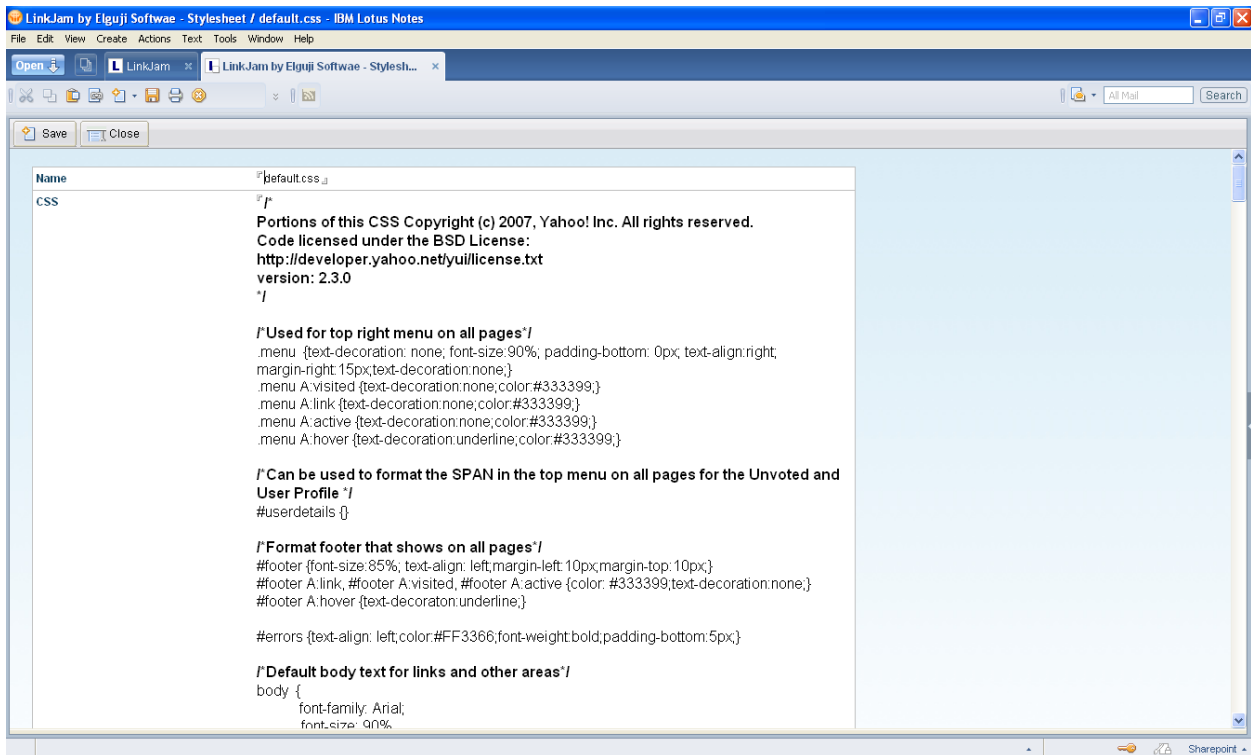 LinkJam by Elguji Softwae - Stylesheet / default.css - IBM Lotus Notes
File Edit View Create Actions Text Tools Window Help
Open LinkJam × LinkJam by Elguji Softwae - Stylesh... ×
All Mail Search
Save Close
Name default.css
CSS /*
Portions of this CSS Copyright (c) 2007, Yahoo! Inc. All rights reserved.
Code licensed under the BSD License:
http://developer.yahoo.net/yui/license.txt
version: 2.3.0
*/
/*Used for top right menu on all pages*/
.menu {text-decoration: none; font-size:90%; padding-bottom: 0px; text-align:right;
margin-right:15px;text-decoration:none;}
.menu A:visited {text-decoration:none;color:#333399;}
.menu A:link {text-decoration:none;color:#333399;}
.menu A:active {text-decoration:none;color:#333399;}
.menu A:hover {text-decoration:underline;color:#333399;}
/*Can be used to format the SPAN in the top menu on all pages for the Unvoted and
User Profile */
#userdetails {}
/*Format footer that shows on all pages*/
#footer {font-size:85%; text-align: left;margin-left:10px;margin-top:10px;}
#footer A:link, #footer A:visited, #footer A:active {color: #333399;text-decoration:none;}
#footer A:hover {text-decoraton:underline;}
#errors {text-align: left;color:#FF3366;font-weight:bold;padding-bottom:5px;}
/*Default body text for links and other areas*/
body {
font-family: Arial;
font-size: 90%
Sharepoint